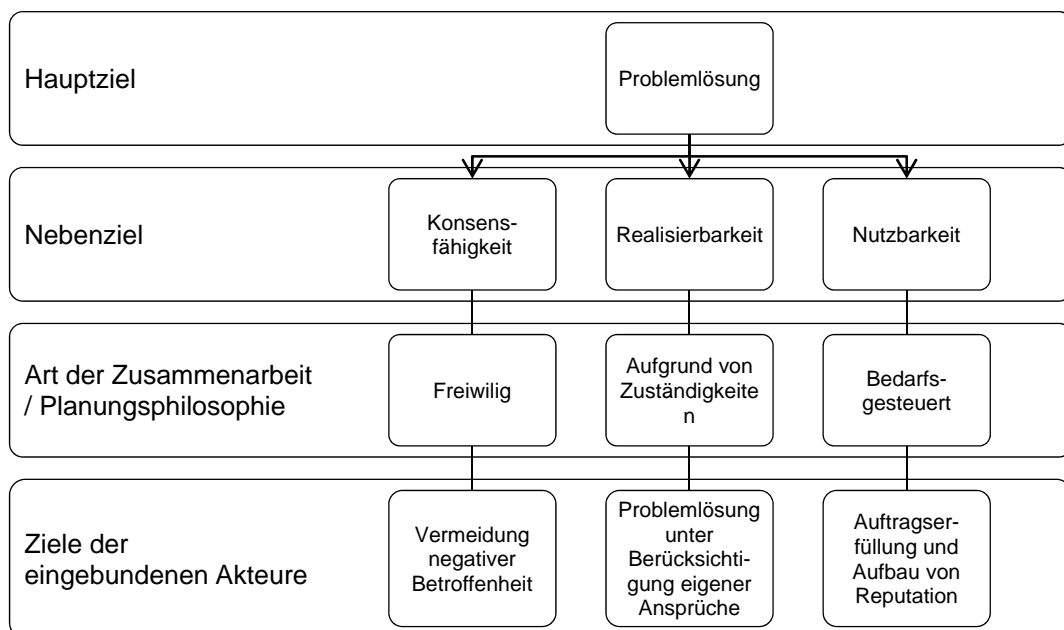 Hauptziel
Problemlösung
Nebenziel
Konsens-
fähigkeit
Realisierbarkeit
Nutzbarkeit
Art der Zusammenarbeit
/ Planungsphilosophie
Freiwilig
Aufgrund von
Zuständigkeite
n
Bedarfs-
gesteuert
Ziele der
eingebundenen Akteure
Vermeidung
negativer
Betroffenheit
Problemlösung
unter
Berücksichti-
gung eigener
Ansprüche
Auftragser-
füllung und
Aufbau von
Reputation